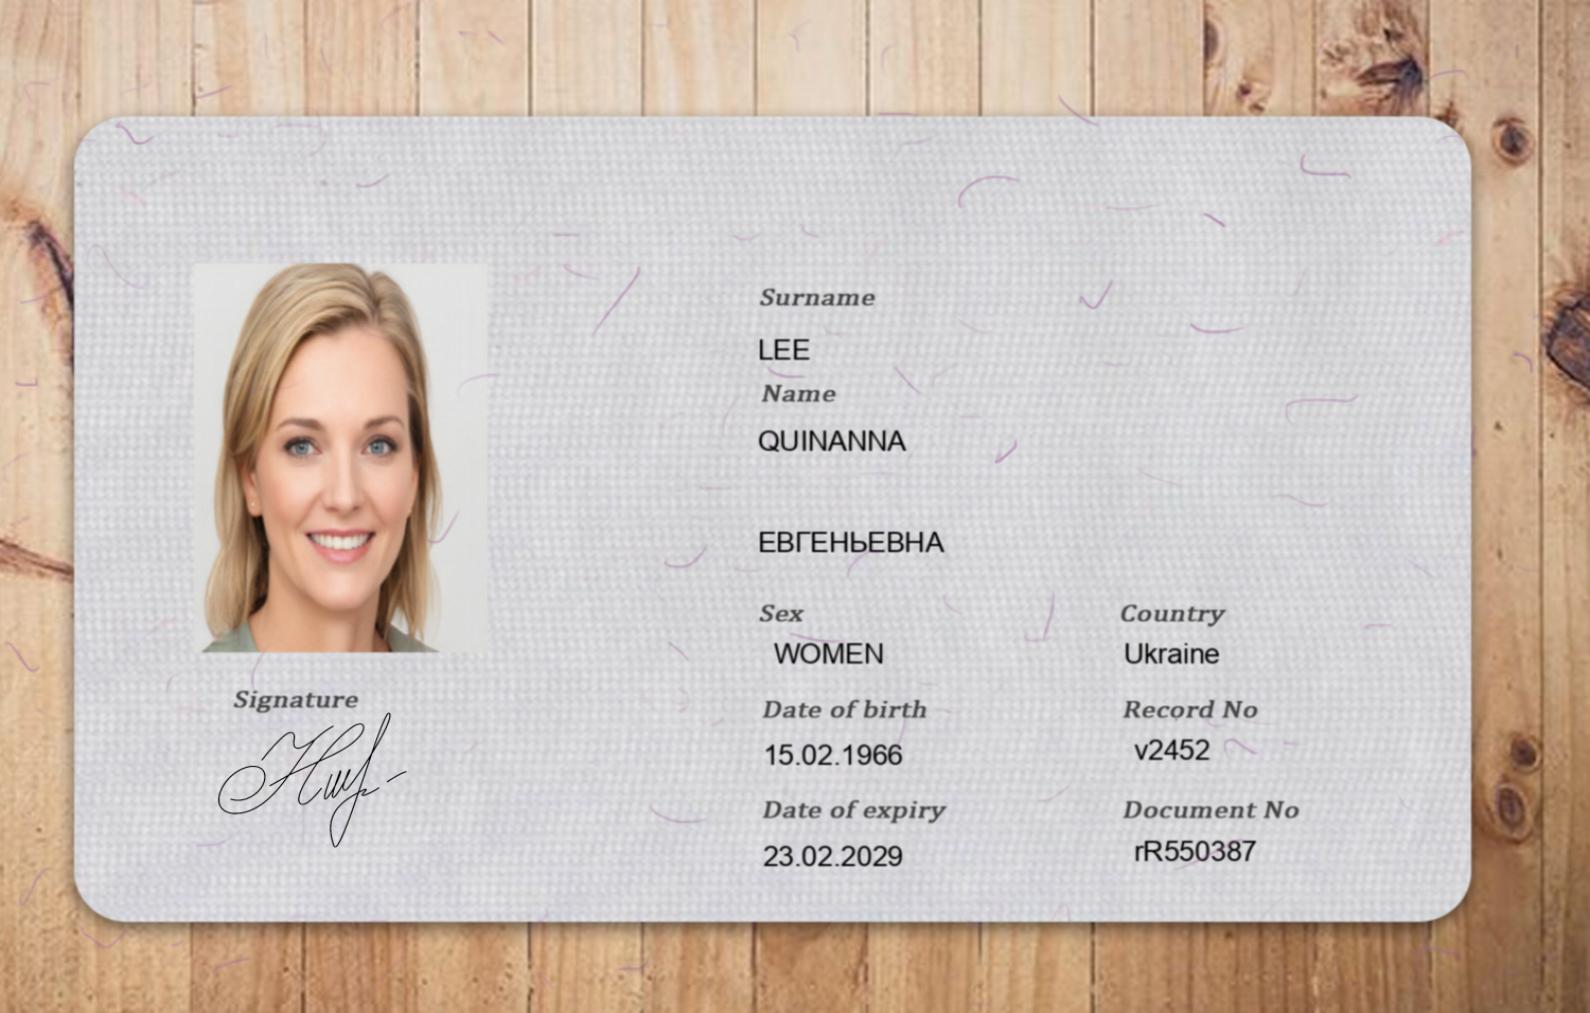 Surname
LEE
Name
QUINANNA
ЕВГЕНЬЕВНА
Sex
Country
WOMEN
Ukraine
Signature
Date of birth
Record No
15.02.1966
v2452
Date of expiry
Document No
23.02.2029
rR550387